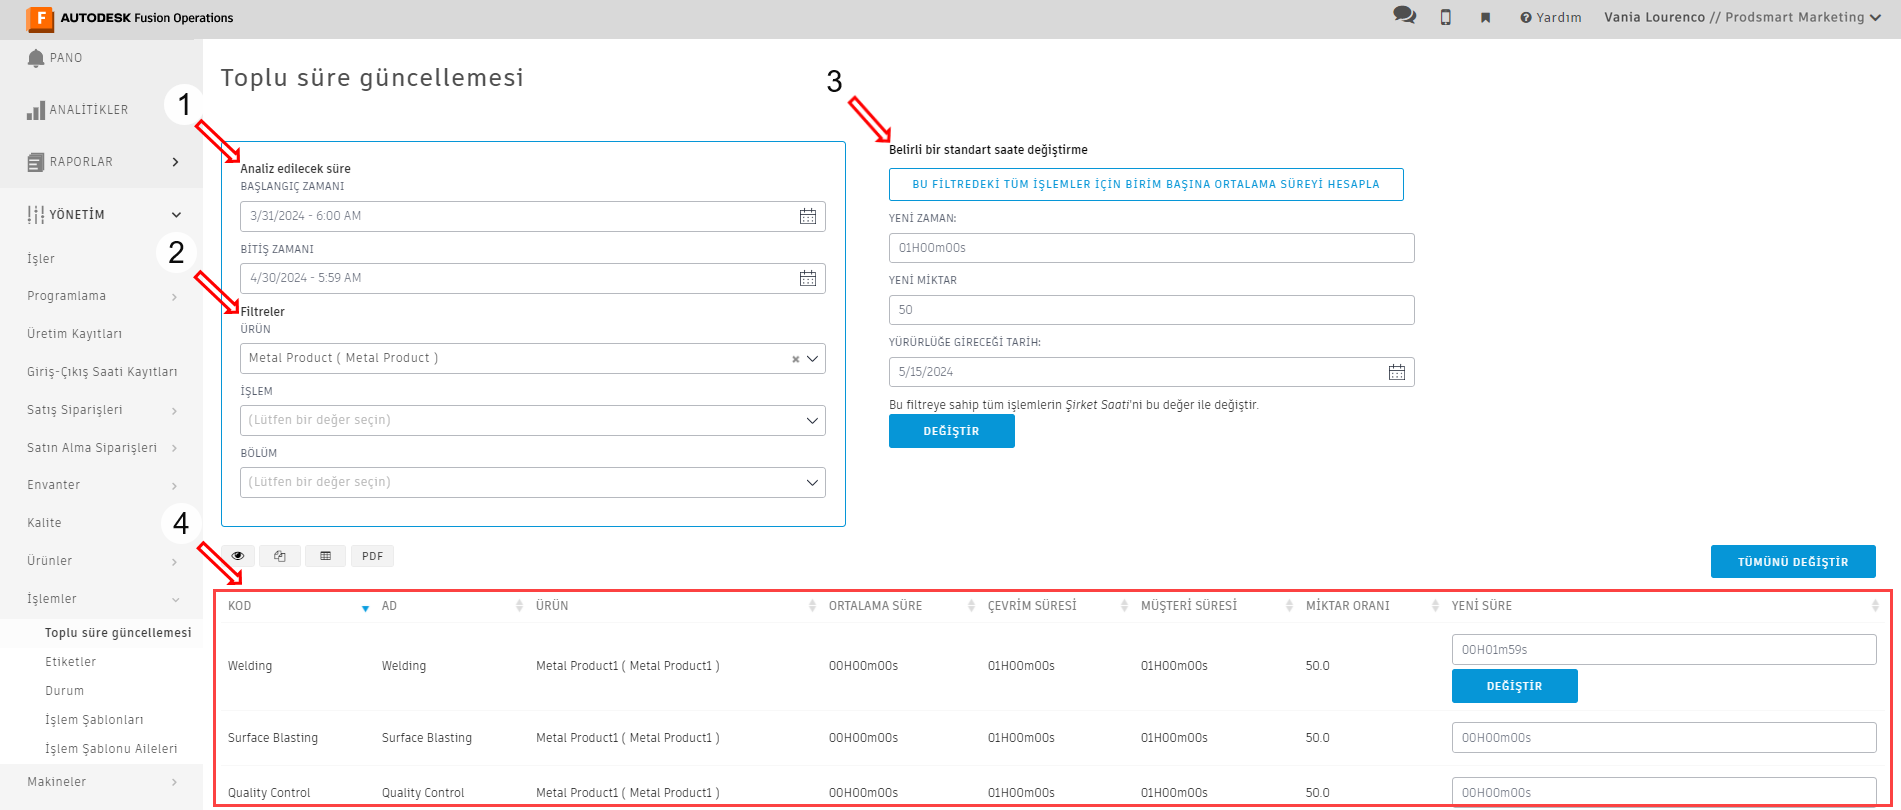 AUTODESK Fusion Operations
Yardım
Vania Lourenco // Prodsmart Marketing
PANO
ANALİTİKLER
RAPORLAR
YÖNETİM
İşler
Programlama
Üretim Kayıtları
Giriş-Çıkış Saati Kayıtları
Satış Siparişleri
Satın Alma Siparişleri
Envanter
Kalite
Ürünler
İşlemler
Toplu süre güncellemesi
Etiketler
Durum
İşlem Şablonları
İşlem Şablonu Aileleri
Makineler
Toplu süre güncellemesi
1
Analiz edilecek süre
BAŞLANGIÇ ZAMANI
3/31/2024 - 6:00 AM
BİTİŞ ZAMANI
4/30/2024 - 5:59 AM
2
Filtreler
ÜRÜN
Metal Product ( Metal Product )
İŞLEM
(Lütfen bir değer seçin)
BÖLÜM
(Lütfen bir değer seçin)
3
Belirli bir standart saate değiştirme
BU FİLTREDEKİ TÜM İŞLEMLER İÇİN BİRİM BAŞINA ORTALAMA SÜREYİ HESAPLA
YENİ ZAMAN:
01H00m00s
YENİ MİKTAR
50
YÜRÜRLÜĞE GİRECEĞİ TARİH:
5/15/2024
Bu filtreye sahip tüm işlemlerin Şirket Saati'ni bu değer ile değiştir.
DEĞİŞTİR
4
PDF
TÜMÜNÜ DEĞİŞTİR
KOD AD ÜRÜN ORTALAMA SÜRE ÇEVRİM SÜRESİ MÜŞTERİ SÜRESİ MİKTAR ORANI YENİ SÜRE
Welding Welding Metal Product1 ( Metal Product1 ) 00H00m00s 01H00m00s 01H00m00s 50.0 00H01m59s
DEĞİŞTİR
Surface Blasting Surface Blasting Metal Product1 ( Metal Product1 ) 00H00m00s 01H00m00s 01H00m00s 50.0 00H00m00s
Quality Control Quality Control Metal Product1 ( Metal Product1 ) 00H00m00s 01H00m00s 01H00m00s 50.0 00H00m00s